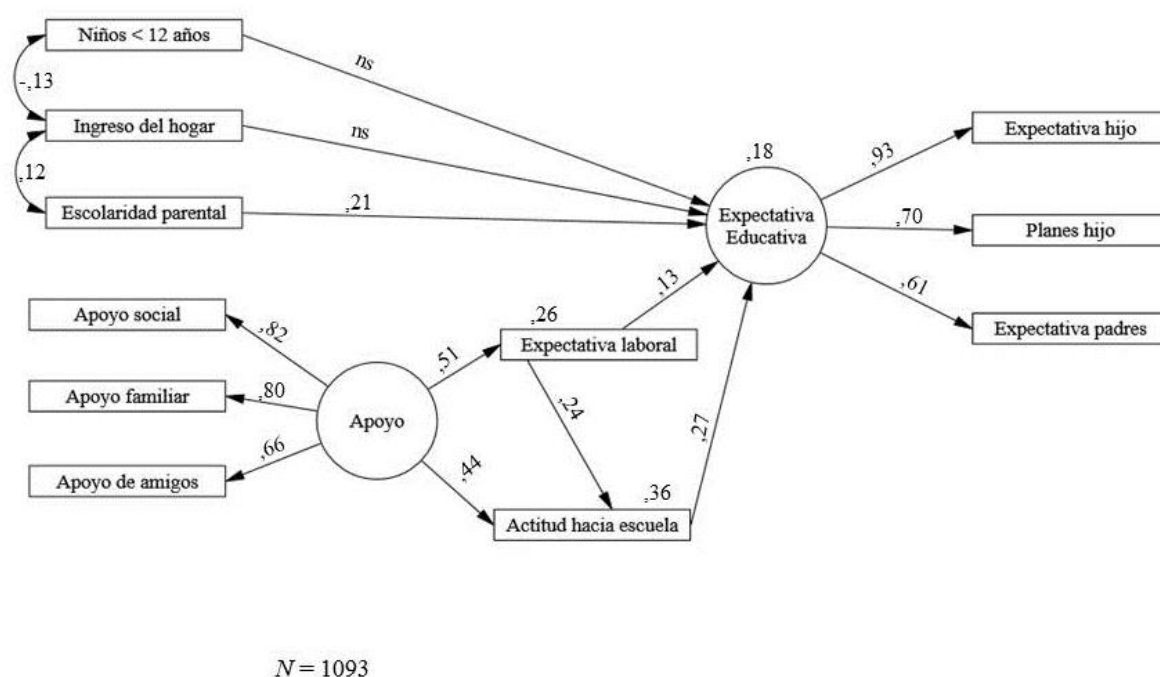 Niños < 12 años
ns
-,13
Ingreso del hogar
ns
,12
Escolaridad parental
,21
,18
Expectativa
Educativa
,93
Expectativa hijo
,70
Planes hijo
,61
Expectativa padres
Apoyo social
,82
Apoyo familiar
,80
Apoyo de amigos
,66
Apoyo
,51
,44
,26
Expectativa laboral
,13
,24
,27
,36
Actitud hacia escuela
N = 1093